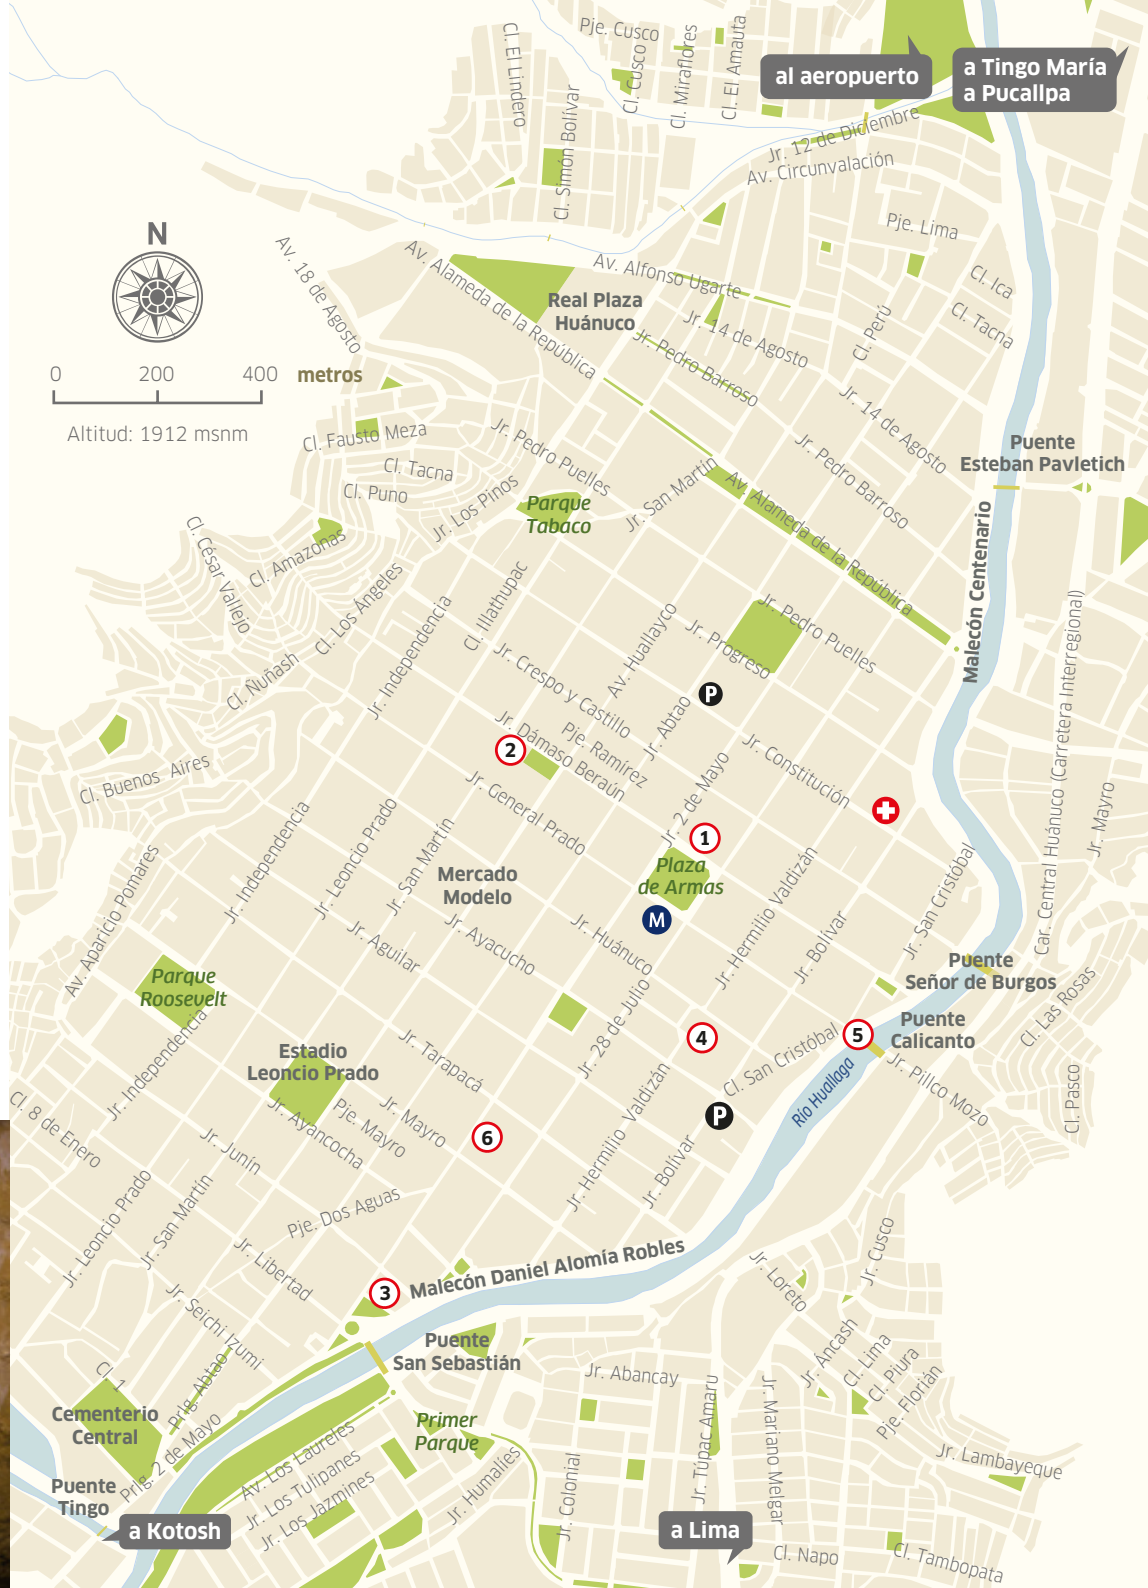 Pje. Cusco
Cl. El Lindero
Cl. Cusco
Cl. Miraflores
Cl. El Amauta
Cl. Simón Bolívar
al aeropuerto
a Tingo María
a Pucallpa
Jr. 12 de Diciembre
Av. Circunvalación
Pje. Lima
N
Av. 18 de Agosto
Av. Alameda de la República
Av. Alfonso Ugarte
Real Plaza
Huánuco
Cl. Ica
Cl. Tacna
Cl. Perú
Jr. 14 de Agosto
Jr. Pedro Barroso
0 200 400 metros
Altitud: 1912 msnm
Jr. 14 de Agosto
Jr. Pedro Barroso
Cl. Fausto Meza
Cl. Tacna
Cl. Puno
Jr. Pedro Puelles
Jr. Los Pinos
Parque
Tabaco
Jr. San Martín
Av. Alameda de la República
Puente
Esteban Pavletich
Malecón Centenario
Cl. César Vallejo
Cl. Amazonas
Cl. Los Ángeles
Cl. Ñuñash
Jr. Independencia
Cl. Illathupac
Jr. Crespo y Castillo
Av. Huallayco
Jr. Progreso
Jr. Pedro Puelles
P
Jr. Abtao
Jr. Dámaso Beraún
Pje. Ramírez
2
Jr. Constitución
Jr. 2 de Mayo
Cl. Buenos Aires
Jr. General Prado
1
Car. Central Huánuco (Carretera Interregional)
Jr. Mayro
Av. Aparicio Pomares
Jr. Independencia
Jr. Leoncio Prado
Jr. San Martín
Mercado
Modelo
Plaza
de Armas
M
Jr. Hermilio Valdizán
Jr. Bolívar
Jr. San Cristóbal
Jr. Aguilar
Jr. Ayacucho
Jr. Huánuco
Puente
Señor de Burgos
Parque
Roosevelt
Jr. 28 de Julio
Cl. Las Rosas
4
5
Puente
Calicanto
Cl. San Cristóbal
Río Huallaga
Jr. Pillco Mozo
Cl. Pasco
Estadio
Leoncio Prado
Jr. Independencia
Jr. Tarapacá
Cl. 8 de Enero
Jr. Ayancocha
Pje. Mayro
Jr. Mayro
6
P
Jr. Hermilio Valdizán
Jr. Bolívar
Jr. Junín
Jr. Leoncio Prado
Jr. San Martín
Pje. Dos Aguas
Jr. Libertad
Malecón Daniel Alomía Robles
3
Jr. Cusco
Jr. Loreto
Jr. Seichi Izumi
Puente
San Sebastián
Jr. Ancash
Cl. Lima
Cl. Piura
Pje. Florian
Jr. Abancay
Cl. 1
Prlg. Abtao
Cementerio
Central
Prlg. 2 de Mayo
Primer
Parque
Jr. Túpac Amaru
Jr. Mariano Melgar
Jr. Lambayeque
Puente
Tingo
Av. Los Laureles
Jr. Los Tulipanes
Jr. Los Jazmines
Jr. Humalíes
Jr. Colonial
a Kotosh
a Lima
Cl. Napo
Cl. Tambopata